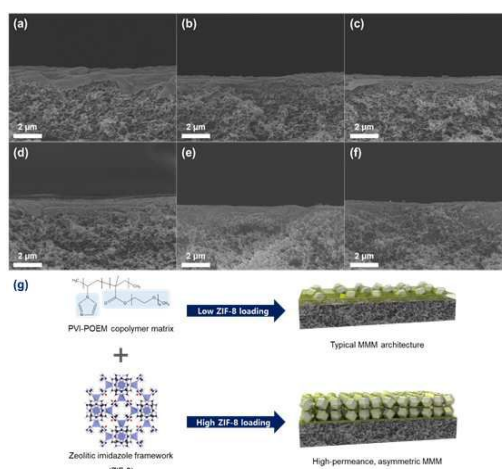 (a)
(b)
(c)
2 μm
2 μm
2 μm
(d)
(e)
(f)
2 μm
2 μm
2 μm
(g)
PVI-POEM copolymer matrix
Low ZIF-8 loading
Typical MMM architecture
+
Zeolitic imidazole framework
High ZIF-8 loading
High-permeance, asymmetric MMM